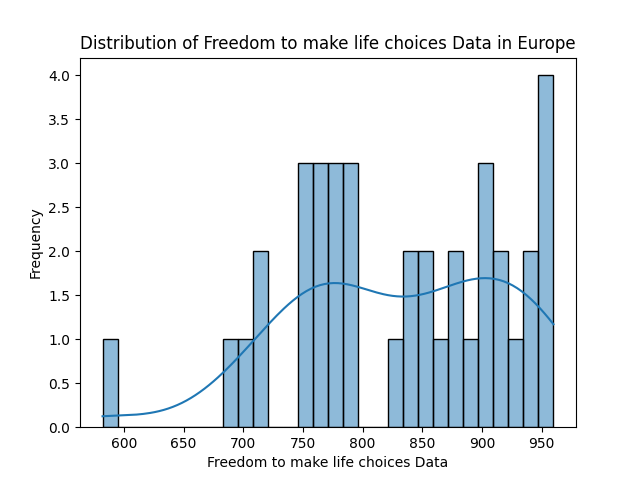 Distribution of Freedom to make life choices Data in Europe
4.0
3.5
3.0
2.5
2.0
1.5
1.0
0.5
0.0
Frequency
600 650 700 750 800 850 900 950
Freedom to make life choices Data